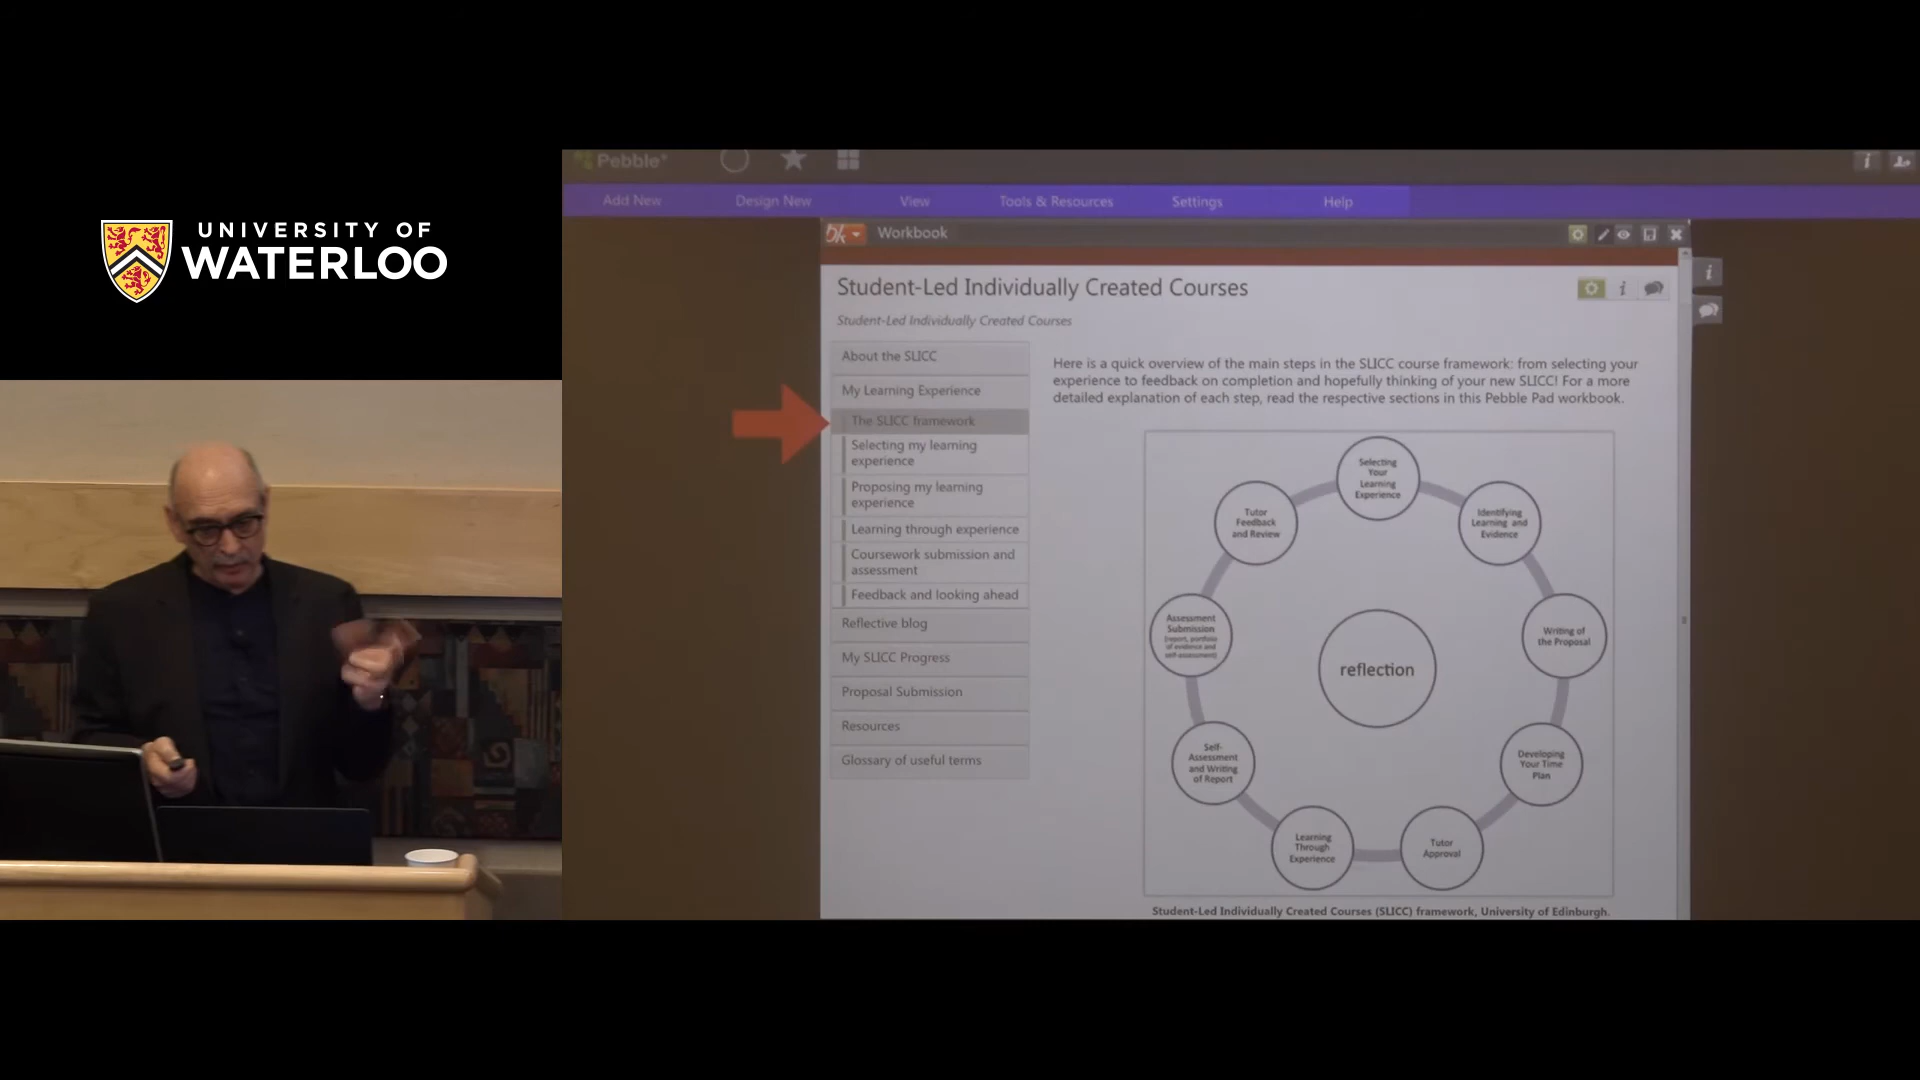 UNIVERSITY OF
WATERLOO
Pebble+
Add New
Design New
View
Tools & Resources
Settings
Help
Workbook
Student-Led Individually Created Courses
Student-Led Individually Created Courses
About the SLICC
My Learning Experience
The SLICC framework
Selecting my learning
experience
Proposing my learning
experience
Learning through experience
Coursework submission and
assessment
Feedback and looking ahead
Reflective blog
My SLICC Progress
Proposal Submission
Resources
Glossary of useful terms
Here is a quick overview of the main steps in the SLICC course framework: from selecting your
experience to feedback on completion and hopefully thinking of your new SLICC! For a more
detailed explanation of each step, read the respective sections in this Pebble Pad workbook.
Selecting
Your
Learning
Experience
Identifying
Learning and
Evidence
Writing of
the Proposal
Developing
Your Time
Plan
Tutor
Approval
Learning
Through
Experience
Self-
Assessment
and Writing
of Report
Assessment
Submission
(report, portfolio
of evidence and
self-assessment)
Tutor
Feedback
and Review
reflection
Student-Led Individually Created Courses (SLICC) framework, University of Edinburgh.